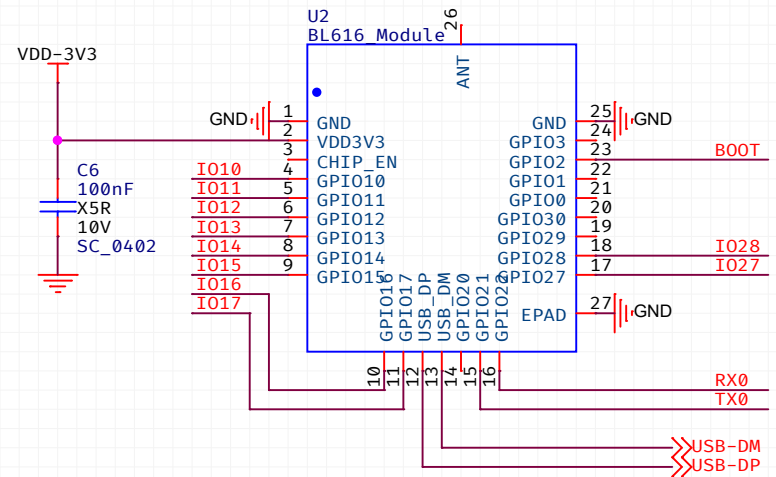 U2
BL616_Module
26
ANT
VDD-3V3
GND
1
GND
2
VDD3V3
3
CHIP_EN
IO10
4
GPIO10
IO11
5
GPIO11
IO12
6
GPIO12
IO13
7
GPIO13
IO14
8
GPIO14
IO15
9
GPIO15
IO16
IO17
C6
100nF
X5R
10V
SC_0402
GND
25
GND
GPIO3
24
GPIO2
23
BOOT
GPIO1
22
GPIO0
21
GPIO30
20
GPIO29
19
GPIO28
18
IO28
GPIO27
17
IO27
EPAD
27
GND
GPIO16
10
GPIO17
11
USB_DP
12
USB_DM
13
GPIO20
14
GPIO21
15
GPIO22
16
RX0
TX0
USB-DM
USB-DP